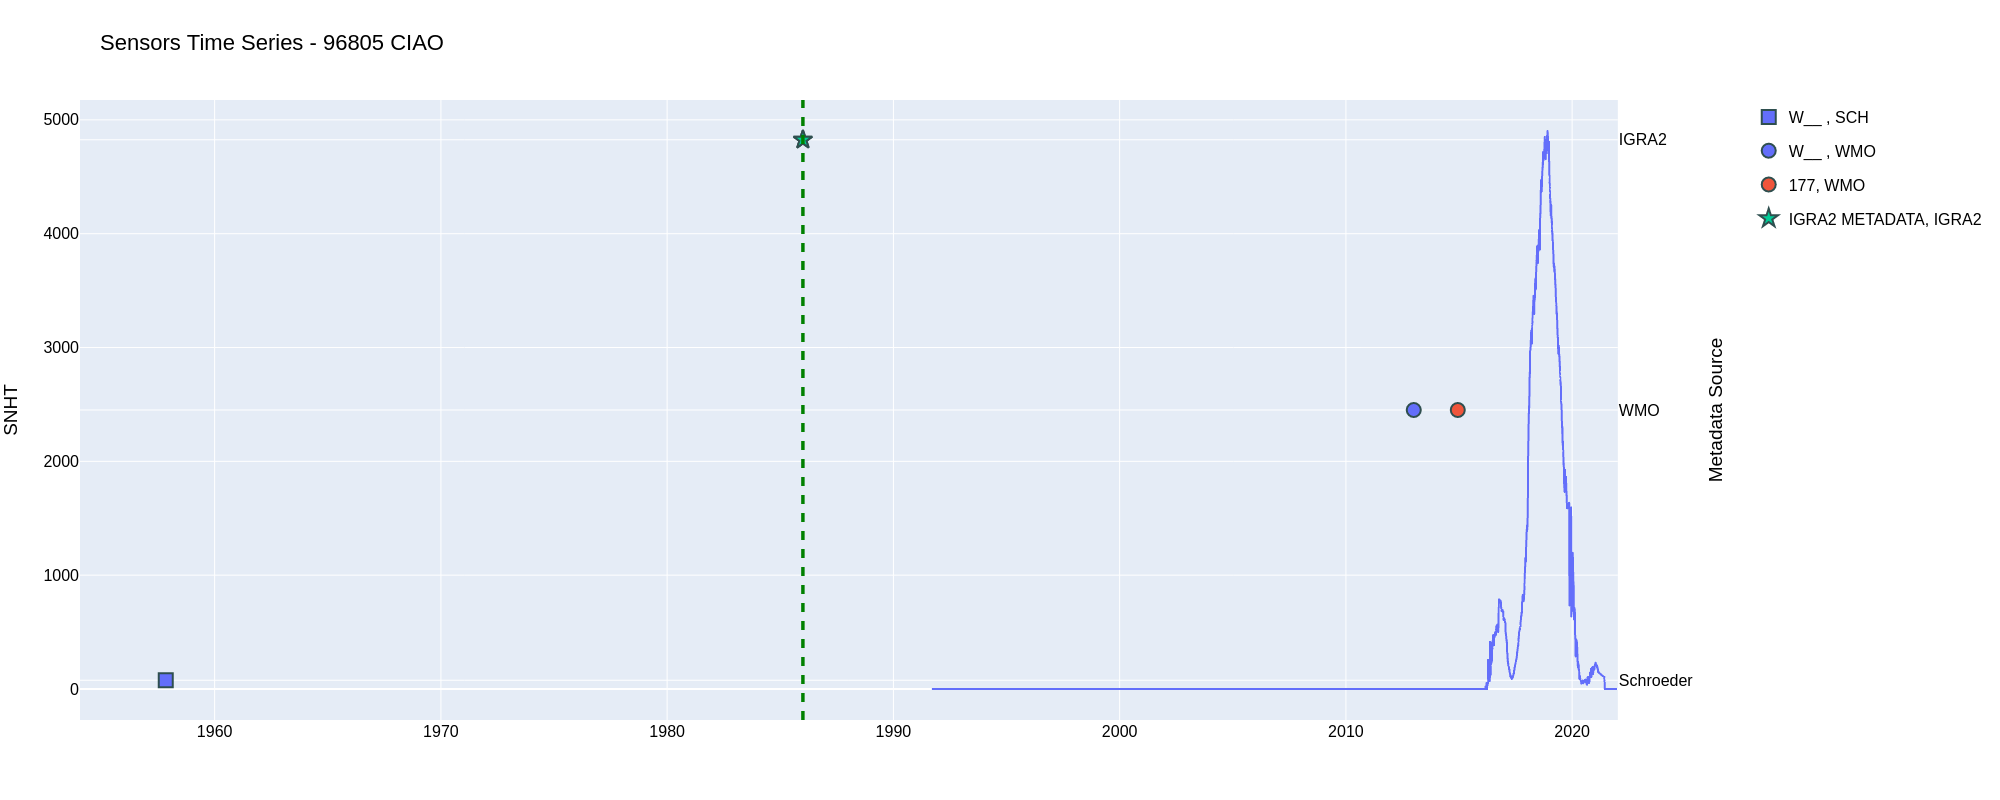 Sensors Time Series - 96805 CIAO
W__ , SCH
W__ , WMO
177, WMO
IGRA2 METADATA, IGRA2
5000
4000
3000
2000
1000
0
SNHT
IGRA2
WMO
Schroeder
Metadata Source
1960
1970
1980
1990
2000
2010
2020